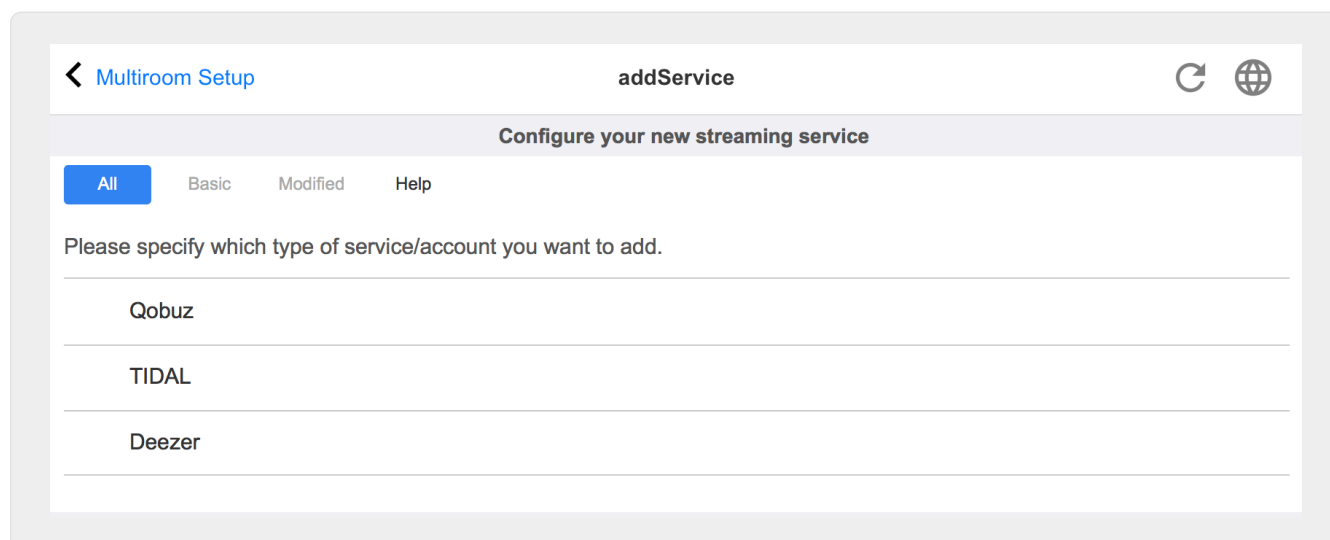 Multiroom Setup addService
Configure your new streaming service
All Basic Modified Help
Please specify which type of service/account you want to add.
Qobuz
TIDAL
Deezer